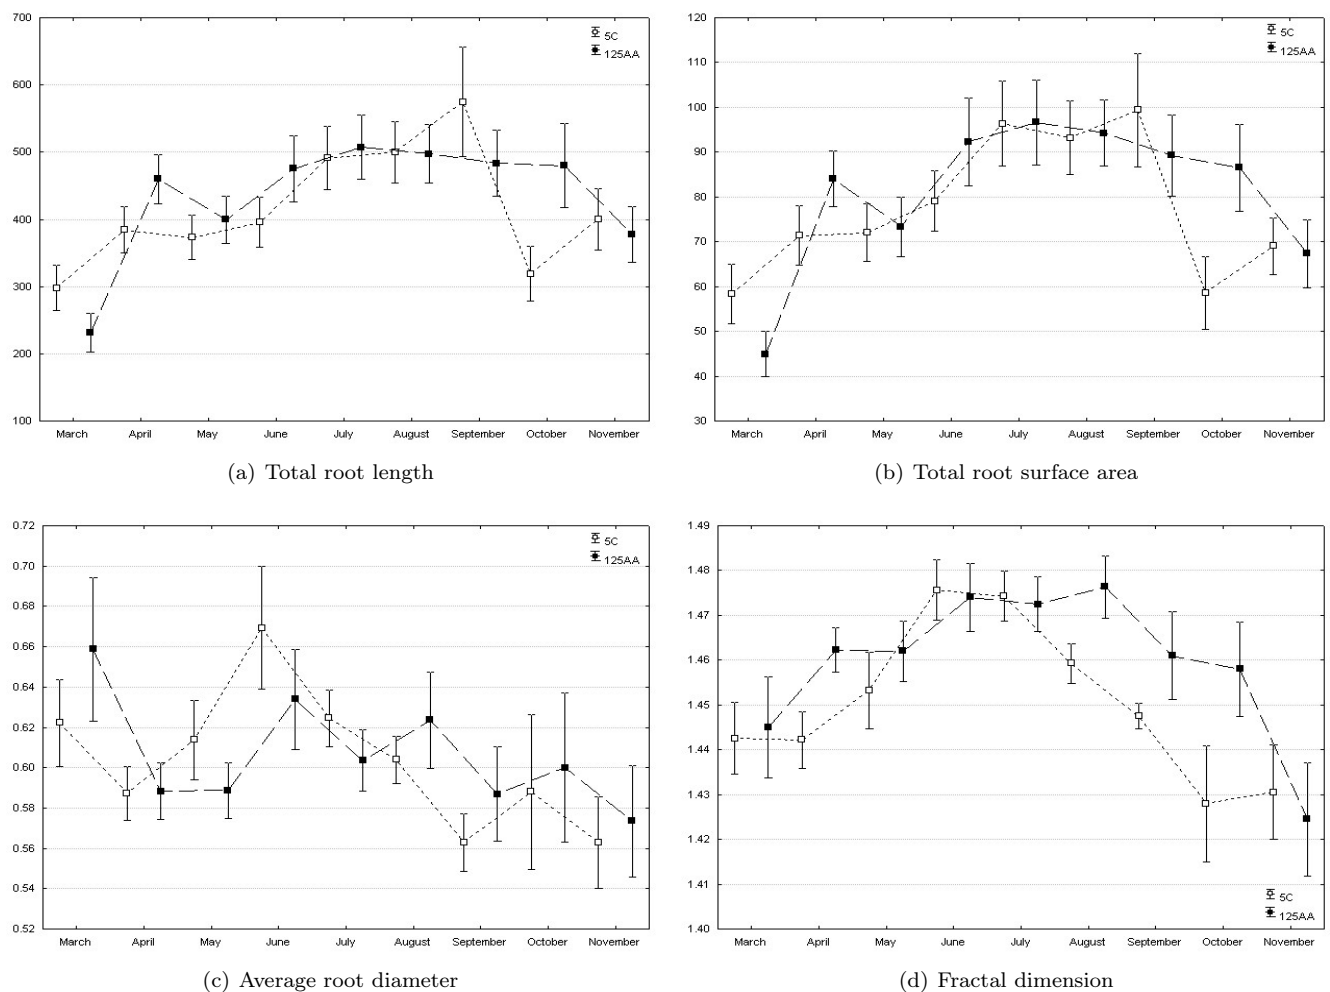 700
600
500
400
300
200
100
5C
125AA
March April May June July August September October November
(a) Total root length
120
110
100
90
80
70
60
50
40
30
5C
125AA
March April May June July August September October November
(b) Total root surface area
0.72
0.70
0.68
0.66
0.64
0.62
0.60
0.58
0.56
0.54
0.52
5C
125AA
March April May June July August September October November
(c) Average root diameter
1.49
1.48
1.47
1.46
1.45
1.44
1.43
1.42
1.41
1.40
5C
125AA
March April May June July August September October November
(d) Fractal dimension